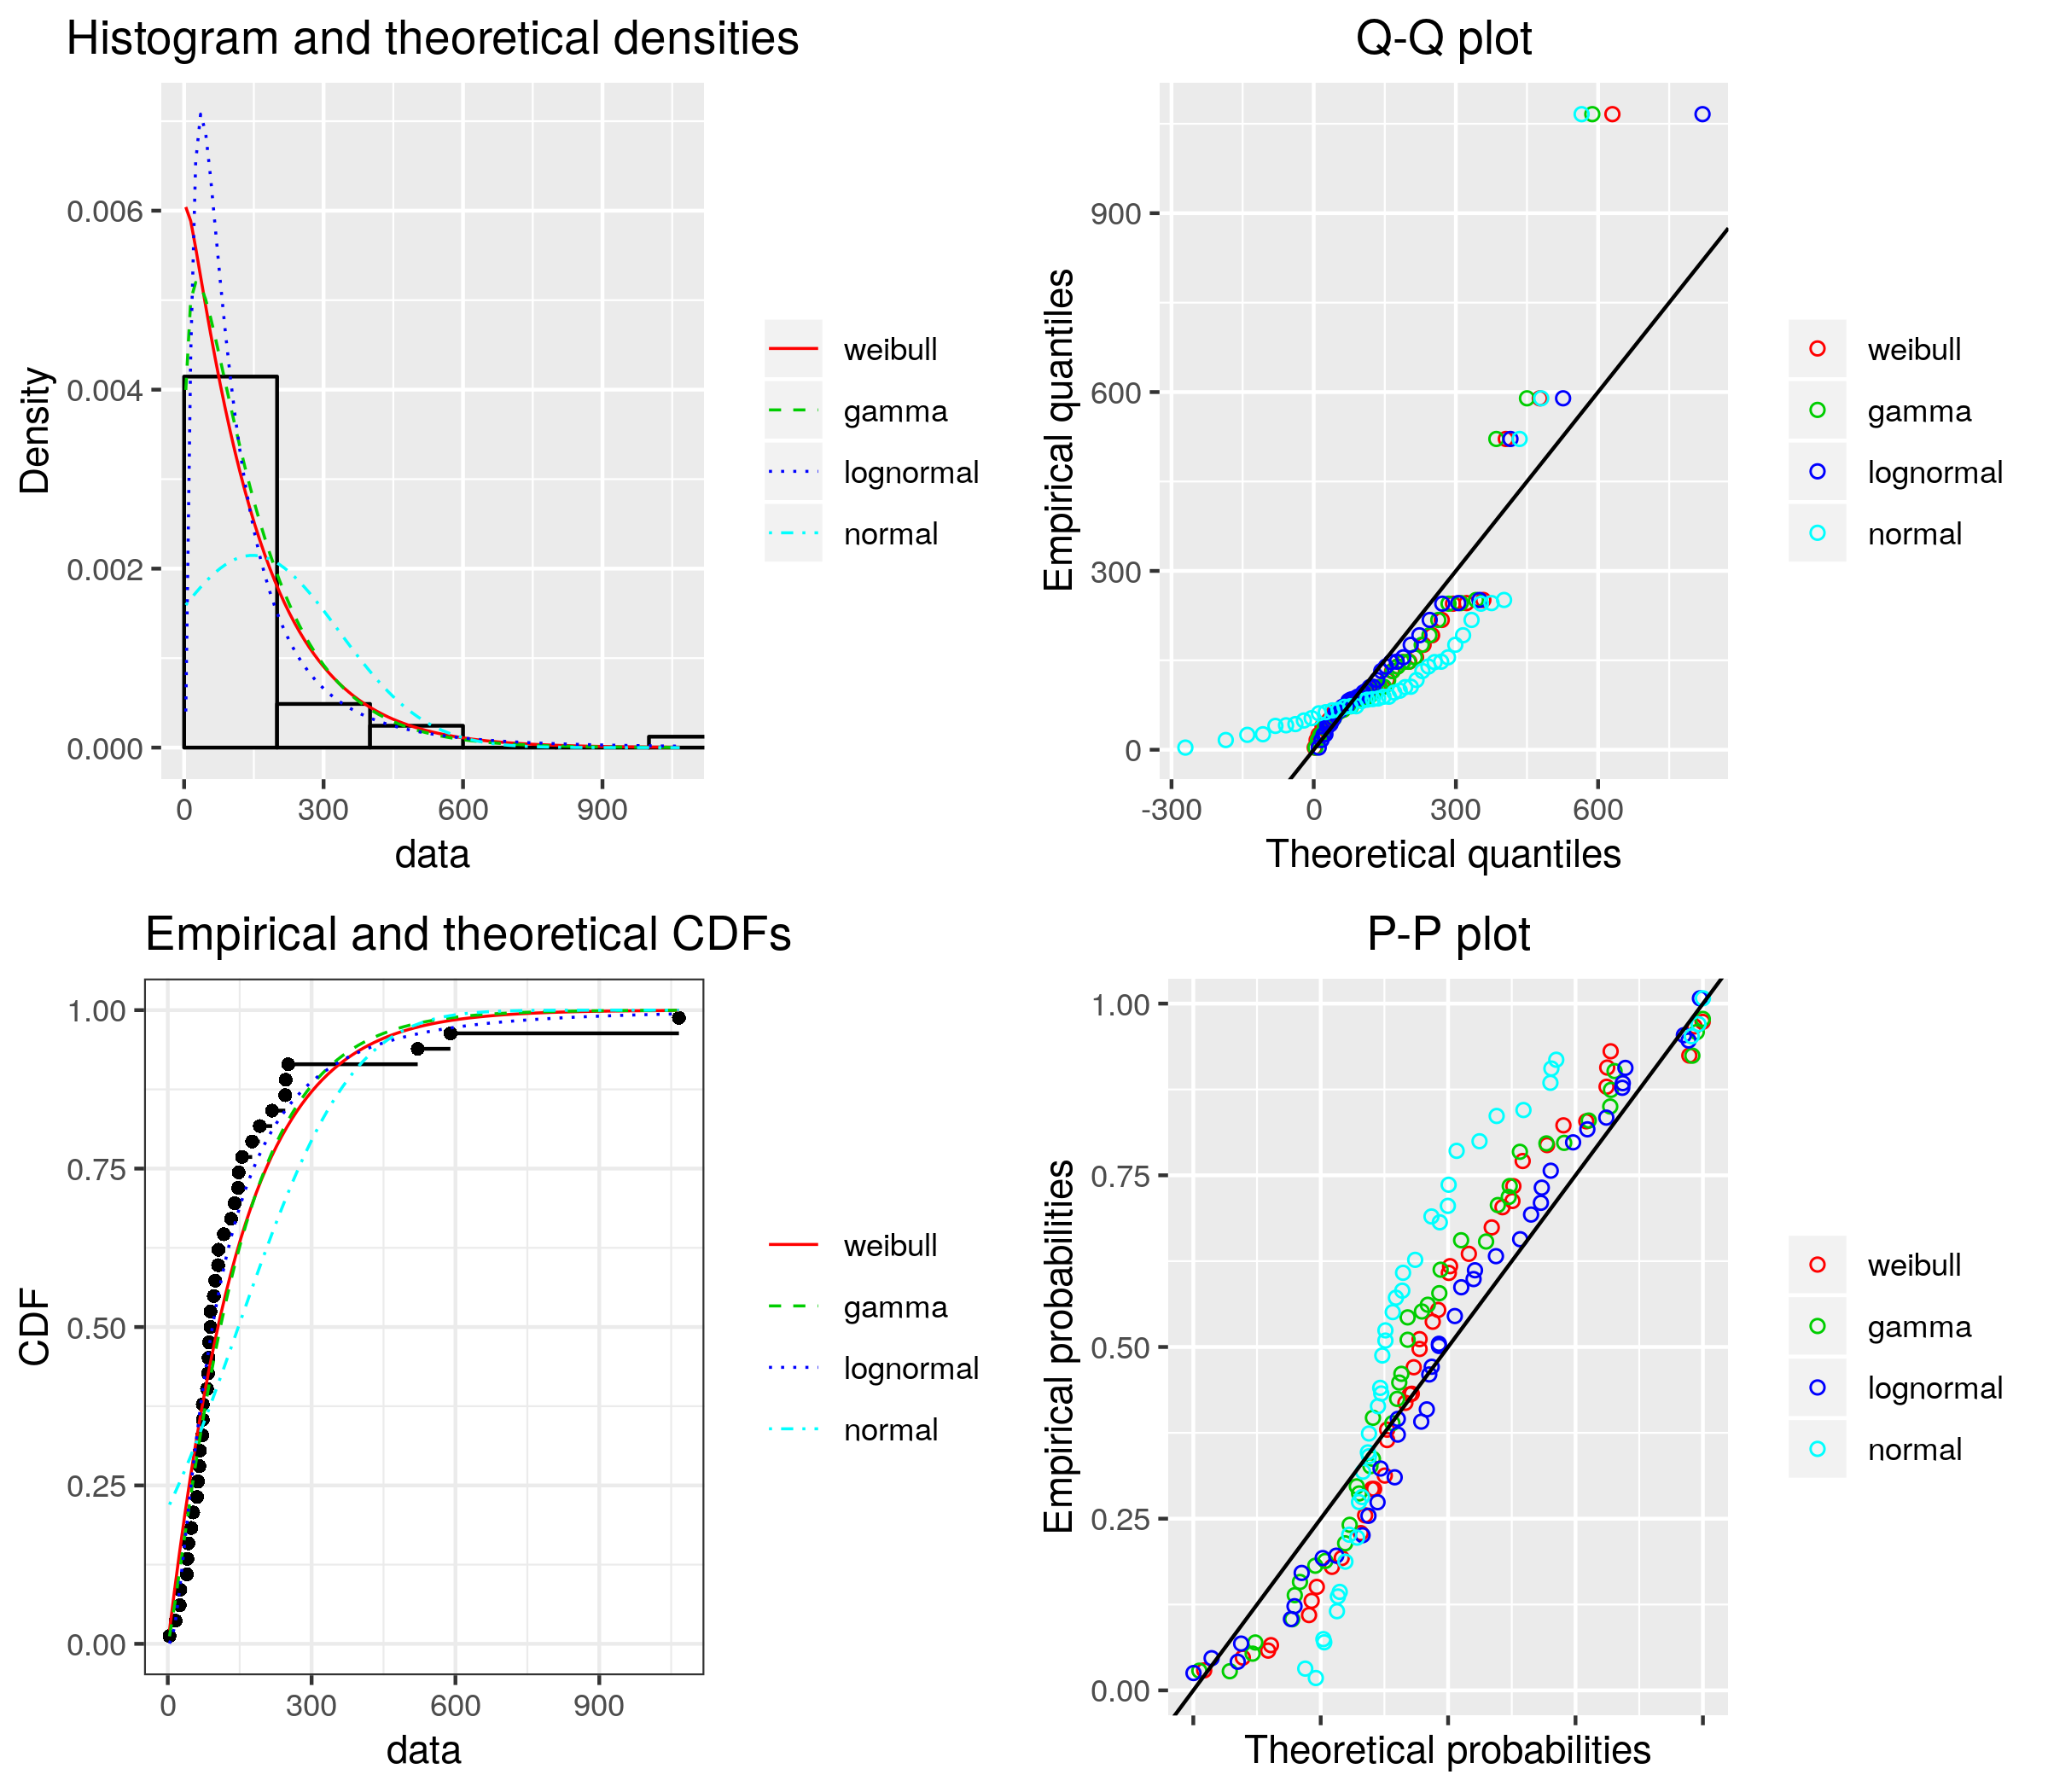 Histogram and theoretical densities
Density
0.006
0.004
0.002
0.000
0
300
600
900
data
weibull
gamma
lognormal
normal
Q-Q plot
Empirical quantiles
900
600
300
0
-300
0
300
600
Theoretical quantiles
weibull
gamma
lognormal
normal
Empirical and theoretical CDFs
CDF
1.00
0.75
0.50
0.25
0.00
0
300
600
900
data
weibull
gamma
lognormal
normal
P-P plot
Empirical probabilities
1.00
0.75
0.50
0.25
0.00
Theoretical probabilities
weibull
gamma
lognormal
normal